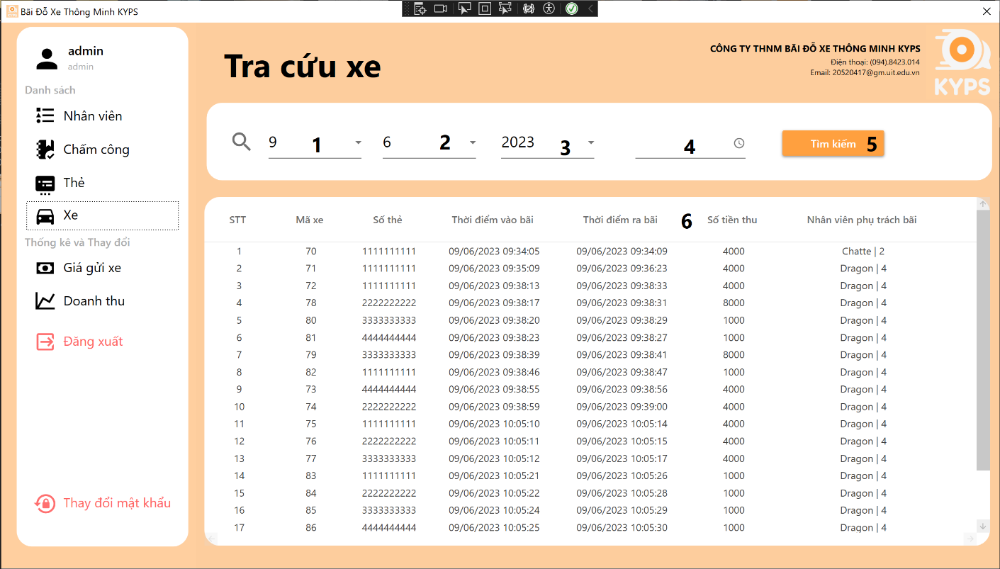 Bãi Đỗ Xe Thông Minh KYPS
admin
admin
Danh sách
Nhân viên
Chấm công
Thẻ
Xe
Thống kê và Thay đổi
Giá gửi xe
Doanh thu
Đăng xuất
Thay đổi mật khẩu
Tra cứu xe
CÔNG TY THNM BÃI ĐỖ XE THÔNG MINH KYPS
Điện thoại: (094).8423.014
Email: 20520417@gm.uit.edu.vn
KYPS
9 1 6 2 2023 3 4 Tìm kiếm 5
STT Mã xe Số thẻ Thời điểm vào bãi Thời điểm ra bãi 6 Số tiền thu Nhân viên phụ trách bãi
1 70 1111111111 09/06/2023 09:34:05 09/06/2023 09:34:09 4000 Chatte | 2
2 71 1111111111 09/06/2023 09:35:09 09/06/2023 09:36:23 4000 Dragon | 4
3 72 1111111111 09/06/2023 09:38:13 09/06/2023 09:38:33 4000 Dragon | 4
4 78 2222222222 09/06/2023 09:38:17 09/06/2023 09:38:31 8000 Dragon | 4
5 80 3333333333 09/06/2023 09:38:20 09/06/2023 09:38:29 1000 Dragon | 4
6 81 4444444444 09/06/2023 09:38:23 09/06/2023 09:38:27 1000 Dragon | 4
7 79 3333333333 09/06/2023 09:38:39 09/06/2023 09:38:41 8000 Dragon | 4
8 82 1111111111 09/06/2023 09:38:46 09/06/2023 09:38:47 1000 Dragon | 4
9 73 4444444444 09/06/2023 09:38:55 09/06/2023 09:38:56 4000 Dragon | 4
10 74 2222222222 09/06/2023 09:38:59 09/06/2023 09:39:00 4000 Dragon | 4
11 75 1111111111 09/06/2023 10:05:10 09/06/2023 10:05:14 4000 Dragon | 4
12 76 2222222222 09/06/2023 10:05:11 09/06/2023 10:05:15 4000 Dragon | 4
13 77 3333333333 09/06/2023 10:05:12 09/06/2023 10:05:17 4000 Dragon | 4
14 83 1111111111 09/06/2023 10:05:21 09/06/2023 10:05:26 1000 Dragon | 4
15 84 2222222222 09/06/2023 10:05:22 09/06/2023 10:05:28 1000 Dragon | 4
16 85 3333333333 09/06/2023 10:05:24 09/06/2023 10:05:29 1000 Dragon | 4
17 86 4444444444 09/06/2023 10:05:25 09/06/2023 10:05:30 1000 Dragon | 4